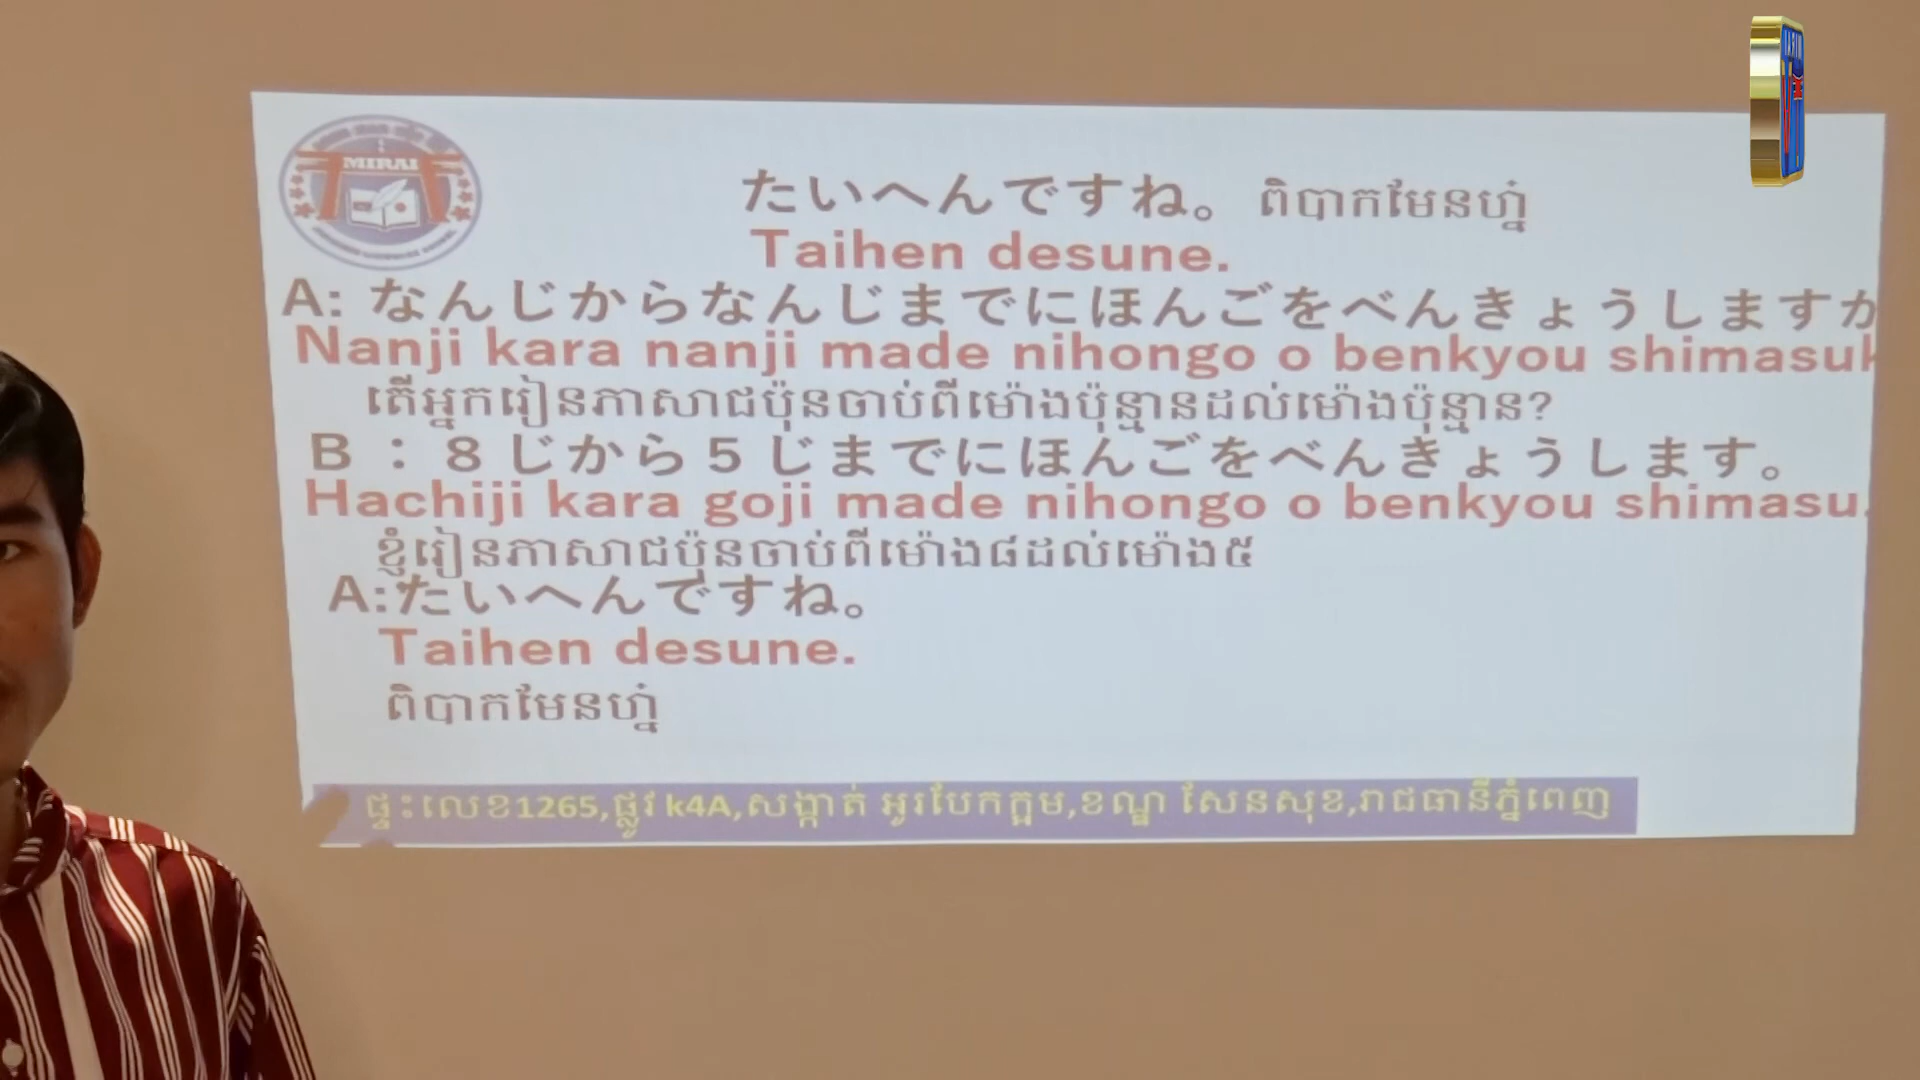 MIRAI
たいへんですね。 ពិបាកមែនហ្ន៎
Taihen desune.
A: なんじからなんじまでにほんごをべんきょうしますか
Nanji kara nanji made nihongo o benkyou shimasuk
តើអ្នករៀនភាសាជប៉ុនចាប់ពីម៉ោងប៉ុន្មានដល់ម៉ោងប៉ុន្មាន?
B ： 8 じから 5 じまでにほんごをべんきょうします。
Hachiji kara goji made nihongo o benkyou shimasu.
ខ្ញុំរៀនភាសាជប៉ុនចាប់ពីម៉ោង៨ដល់ម៉ោង៥
A:たいへんですね。
Taihen desune.
ពិបាកមែនហ្ន៎
ផ្ទះលេខ1265,ផ្លូវ k4A,សង្កាត់ អូរបែកក្អម,ខណ្ឌ សែនសុខ,រាជធានីភ្នំពេញ